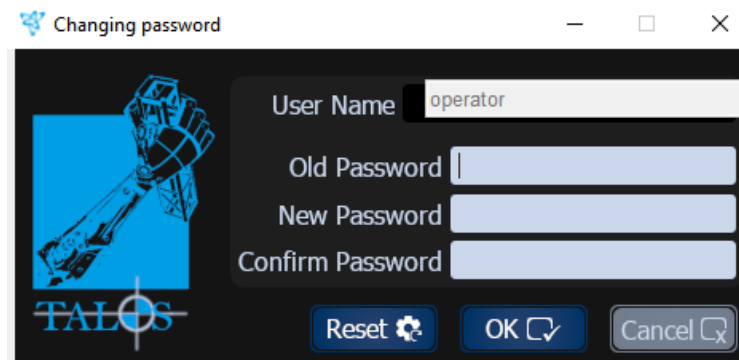 Changing password
User Name operator
Old Password
New Password
Confirm Password
TALOS
Reset OK Cancel